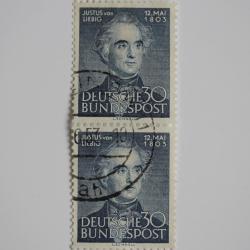 JUSTUS VON
LIEBIG
12. MAI
1803
DEUTSCHE 30
BUNDESPOST
JUSTUS VON
LIEBIG
12. MAI
1803
DEUTSCHE 30
BUNDESPOST